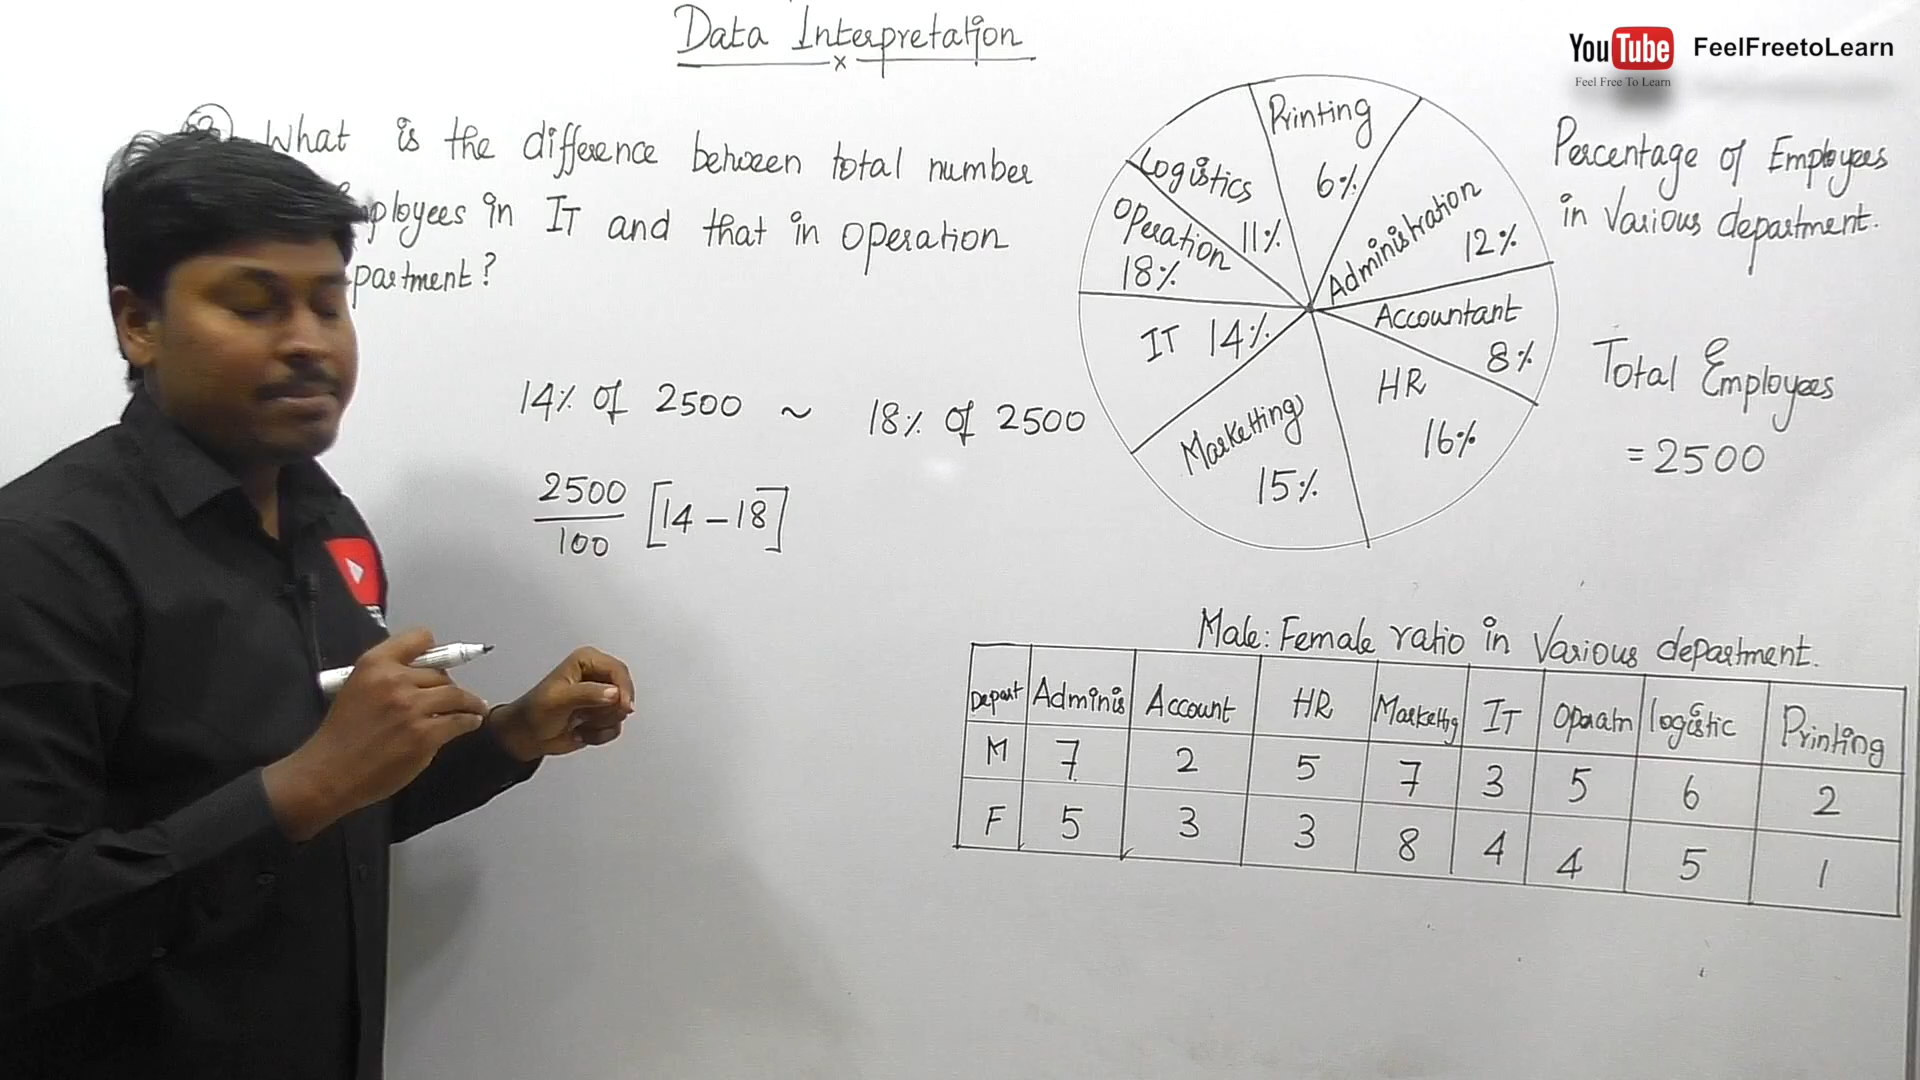 Data Interpretation
x
What is the difference between total number
ployees in IT and that in Operation
partment?
14% of 2500 ~ 18% of 2500
2500
100
[14 - 18]
YouTube FeelFreetoLearn
Feel Free To Learn
Printing
6%
Logistics
11%
Administration
12%
Operation
18%
Accountant
8%
IT 14%
HR
16%
Marketting
15%
Percentage of Employees
in Various department.
Total Employees
= 2500
Male: Female ratio in Various department.
Depart Adminis Account HR Markettig IT Opraatn logistic Printing
M 7 2 5 7 3 5 6 2
F 5 3 3 8 4 4 5 1